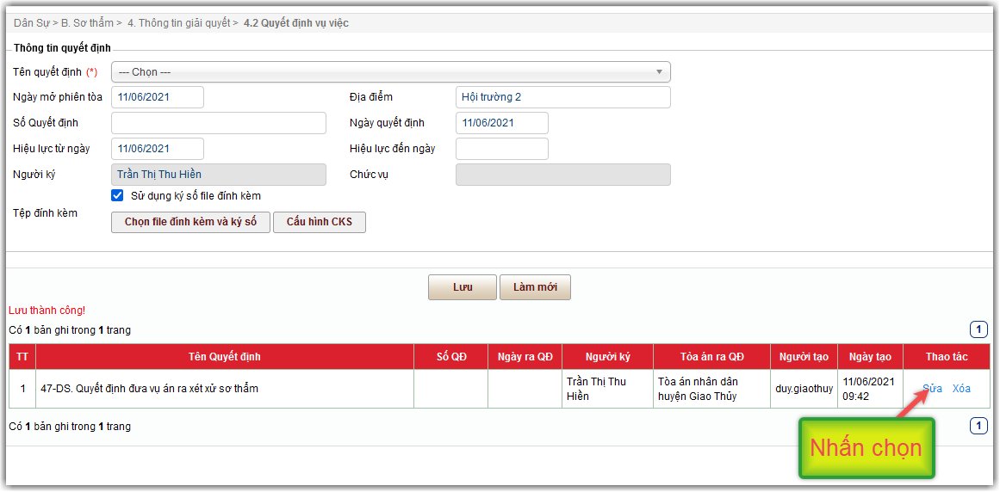 Dân Sự > B. Sơ thẩm > 4. Thông tin giải quyết > 4.2 Quyết định vụ việc
Thông tin quyết định
Tên quyết định (*) --- Chọn ---
Ngày mở phiên tòa 11/06/2021 Địa điểm Hội trường 2
Số Quyết định Ngày quyết định 11/06/2021
Hiệu lực từ ngày 11/06/2021 Hiệu lực đến ngày
Người ký Trần Thị Thu Hiền Chức vụ
Sử dụng ký số file đính kèm
Tệp đính kèm
Chọn file đính kèm và ký số Cấu hình CKS
Lưu Làm mới
Lưu thành công!
Có 1 bản ghi trong 1 trang 1
TT Tên Quyết định Số QĐ Ngày ra QĐ Người ký Tòa án ra QĐ Người tạo Ngày tạo Thao tác
1 47-DS. Quyết định đưa vụ án ra xét xử sơ thẩm Trần Thị Thu Hiền Tòa án nhân dân huyện Giao Thủy duy.giaothuy 11/06/2021 09:42 Sửa Xóa
Có 1 bản ghi trong 1 trang 1
Nhấn chọn